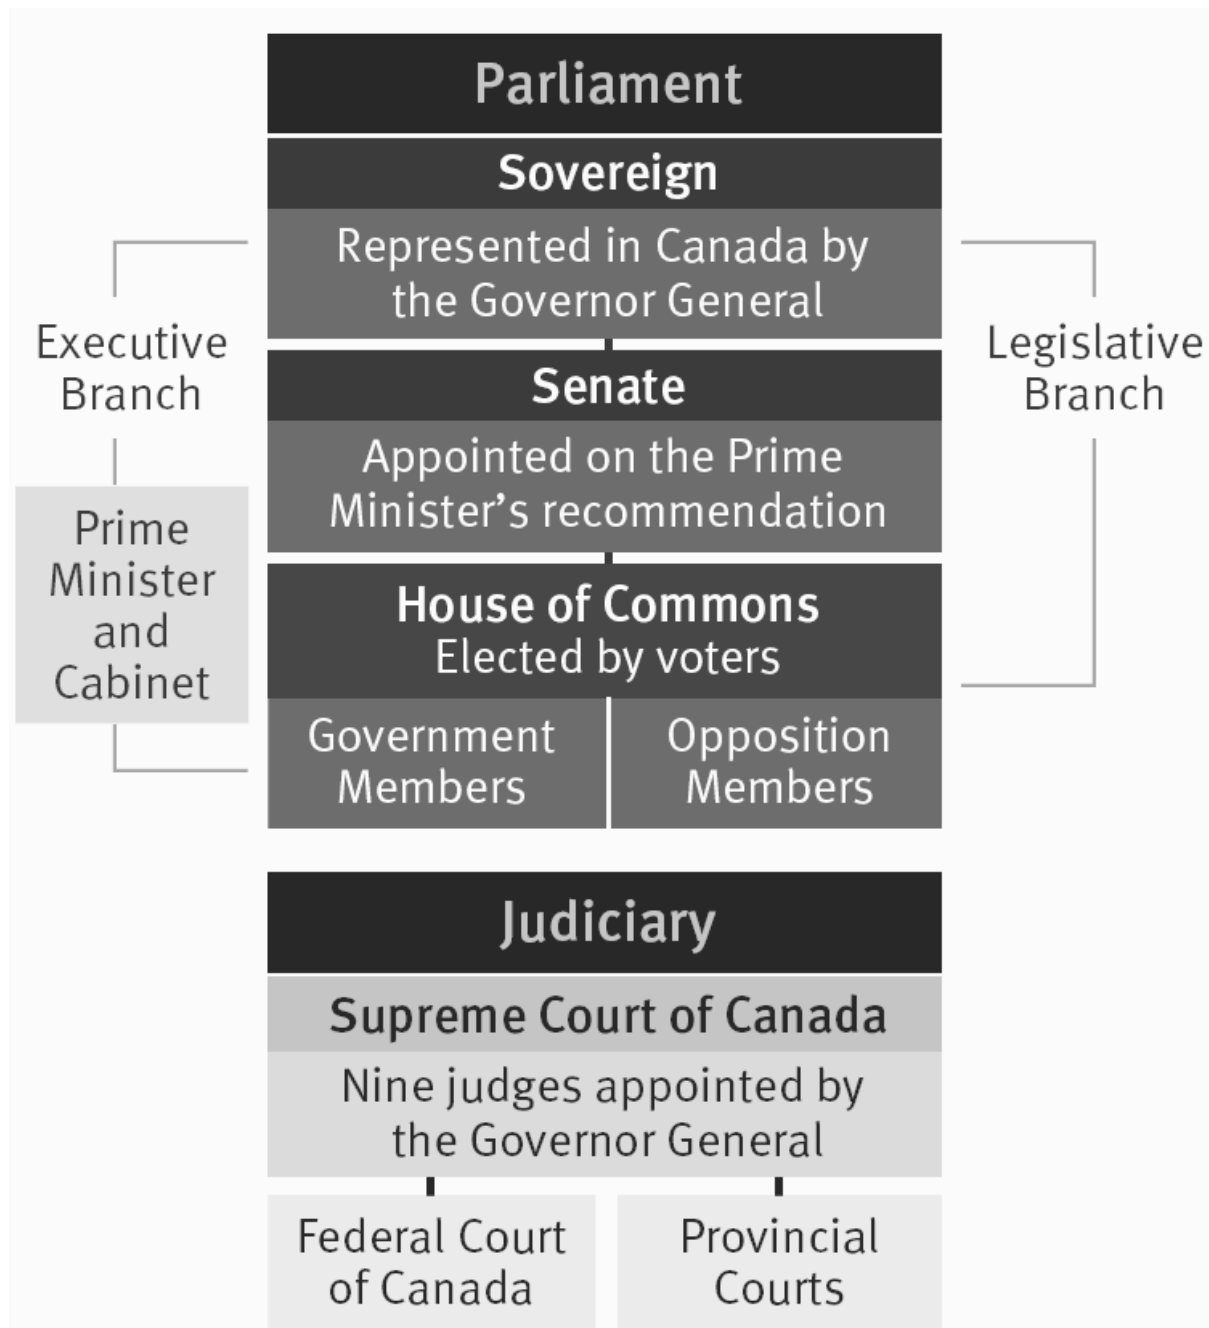 Parliament
Sovereign
Represented in Canada by
the Governor General
Executive
Branch
Legislative
Branch
Senate
Appointed on the Prime
Minister’s recommendation
Prime
Minister
and
Cabinet
House of Commons
Elected by voters
Government
Members
Opposition
Members
Judiciary
Supreme Court of Canada
Nine judges appointed by
the Governor General
Federal Court
of Canada
Provincial
Courts